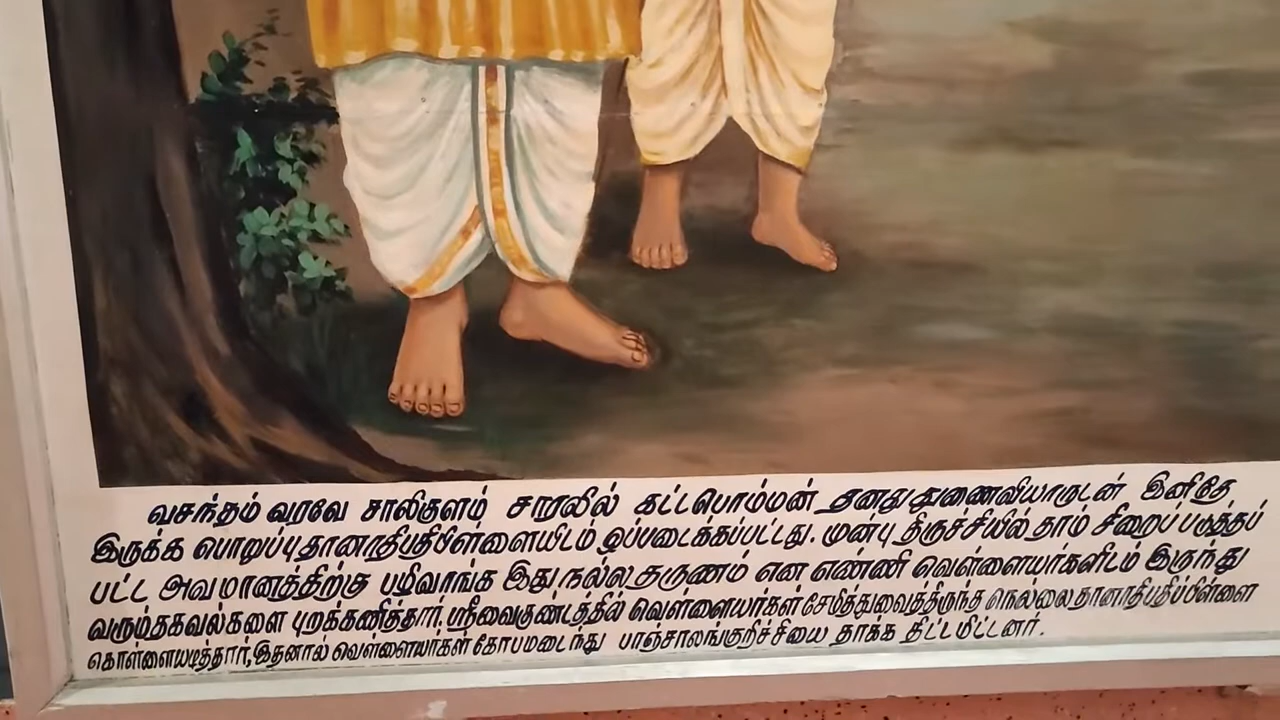 வசந்தம் வரவே சாலிகுளம் சாரலில் கட்டபொம்மன் தனது துணைவியாருடன் இனிதே
இருக்க பொறுப்பு தானாதிபதிபிள்ளையிடம் ஒப்படைக்கப்பட்டது. முன்பு திருச்சியில் தாம் சிறைப் படுத்தப்
பட்ட அவமானத்திற்கு பழிவாங்க இது நல்ல தருணம் என எண்ணி வெள்ளையர்களிடம் இருந்து
வரும்தகவல்களை புறக்கணித்தார். ஸ்ரீவைகுண்டத்தில் வெள்ளையர்கள் சேமித்துவைத்திருந்த நெல்லை தானாதிபதிப்பிள்ளை
கொள்ளையடித்தார், இதனால் வெள்ளையர்கள் கோபமடைந்து பாஞ்சாலங்குறிச்சியை தாக்க திட்டமிட்டனர்.